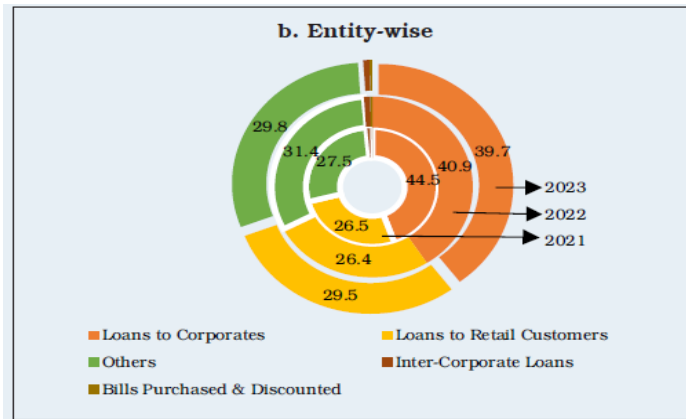 b. Entity-wise
29.8
31.4
27.5
39.7
40.9
44.5
2023
2022
2021
26.5
26.4
29.5
Loans to Corporates
Loans to Retail Customers
Others
Inter-Corporate Loans
Bills Purchased & Discounted